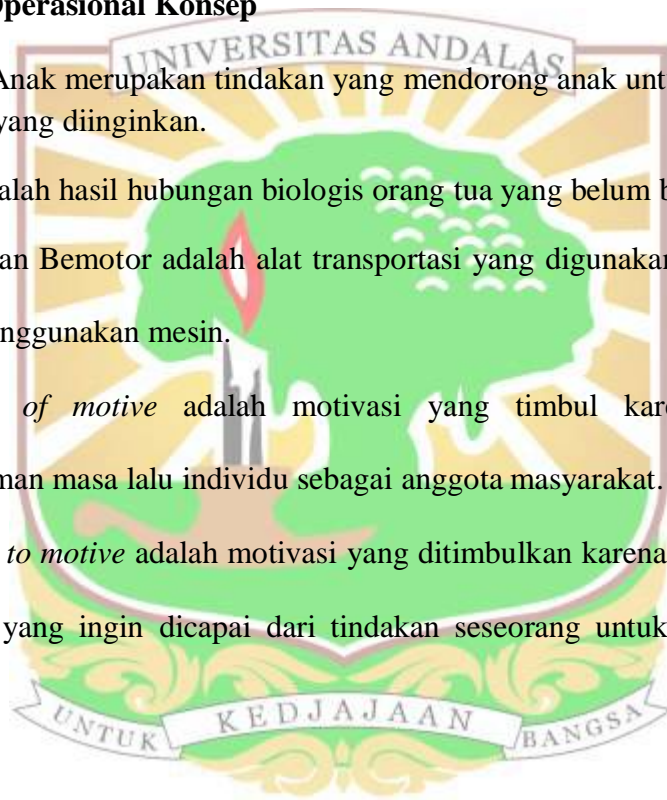 Operasional Konsep
UNIVERSITAS ANDALAS
Anak merupakan tindakan yang mendorong anak unt
yang diinginkan.
alah hasil hubungan biologis orang tua yang belum b
an Bemotor adalah alat transportasi yang digunakan
nggunakan mesin.
of motive adalah motivasi yang timbul kar
man masa lalu individu sebagai anggota masyarakat.
to motive adalah motivasi yang ditimbulkan karena
yang ingin dicapai dari tindakan seseorang untuk
UNTUK KEDJAJAAN BANGSA